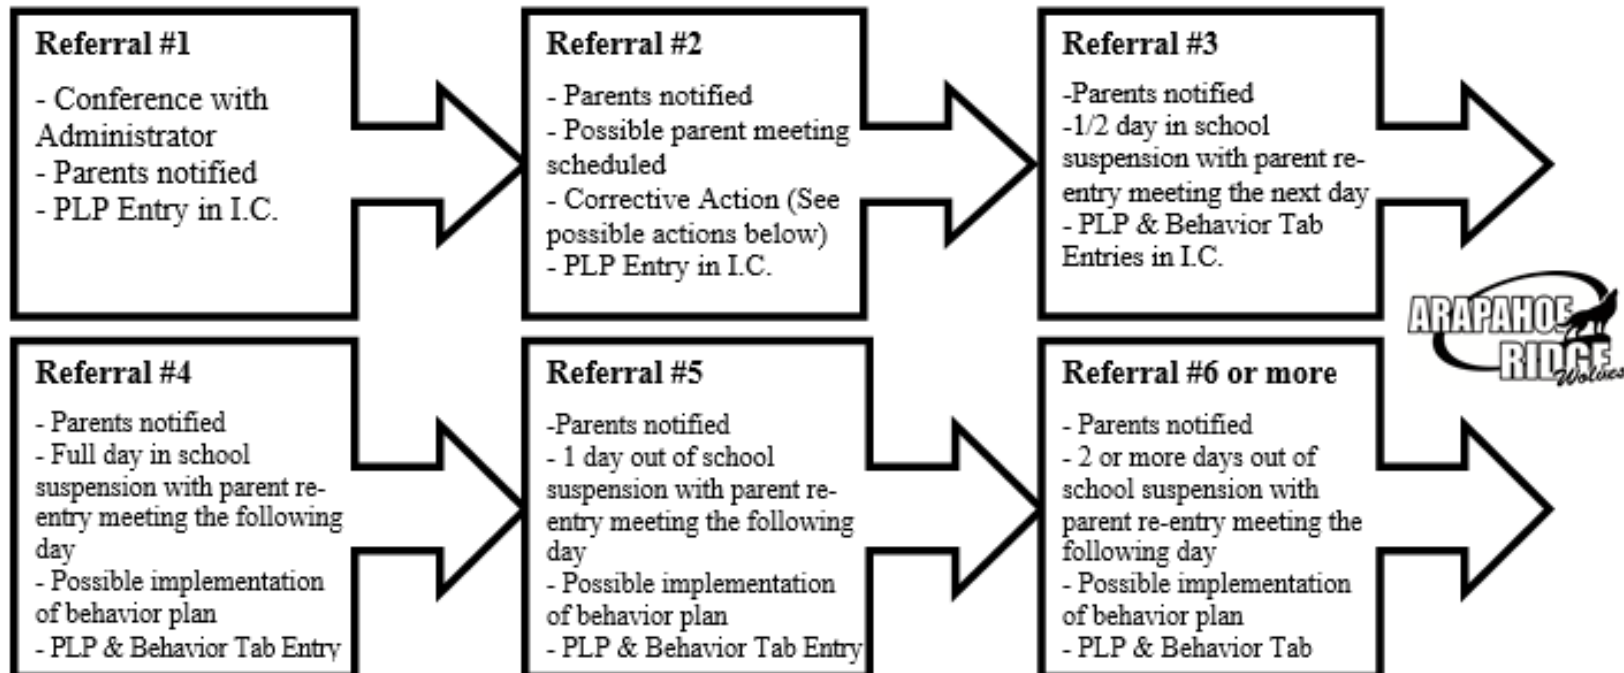 Referral #1
- Conference with
Administrator
- Parents notified
- PLP Entry in I.C.
Referral #2
- Parents notified
- Possible parent meeting
scheduled
- Corrective Action (See
possible actions below)
- PLP Entry in I.C.
Referral #3
-Parents notified
-1/2 day in school
suspension with parent re-
entry meeting the next day
- PLP & Behavior Tab
Entries in I.C.
ARAPAHOE
RIDGE
Wolves
Referral #4
- Parents notified
- Full day in school
suspension with parent re-
entry meeting the following
day
- Possible implementation
of behavior plan
- PLP & Behavior Tab Entry
Referral #5
-Parents notified
- 1 day out of school
suspension with parent re-
entry meeting the following
day
- Possible implementation
of behavior plan
- PLP & Behavior Tab Entry
Referral #6 or more
- Parents notified
- 2 or more days out of
school suspension with
parent re-entry meeting the
following day
- Possible implementation
of behavior plan
- PLP & Behavior Tab